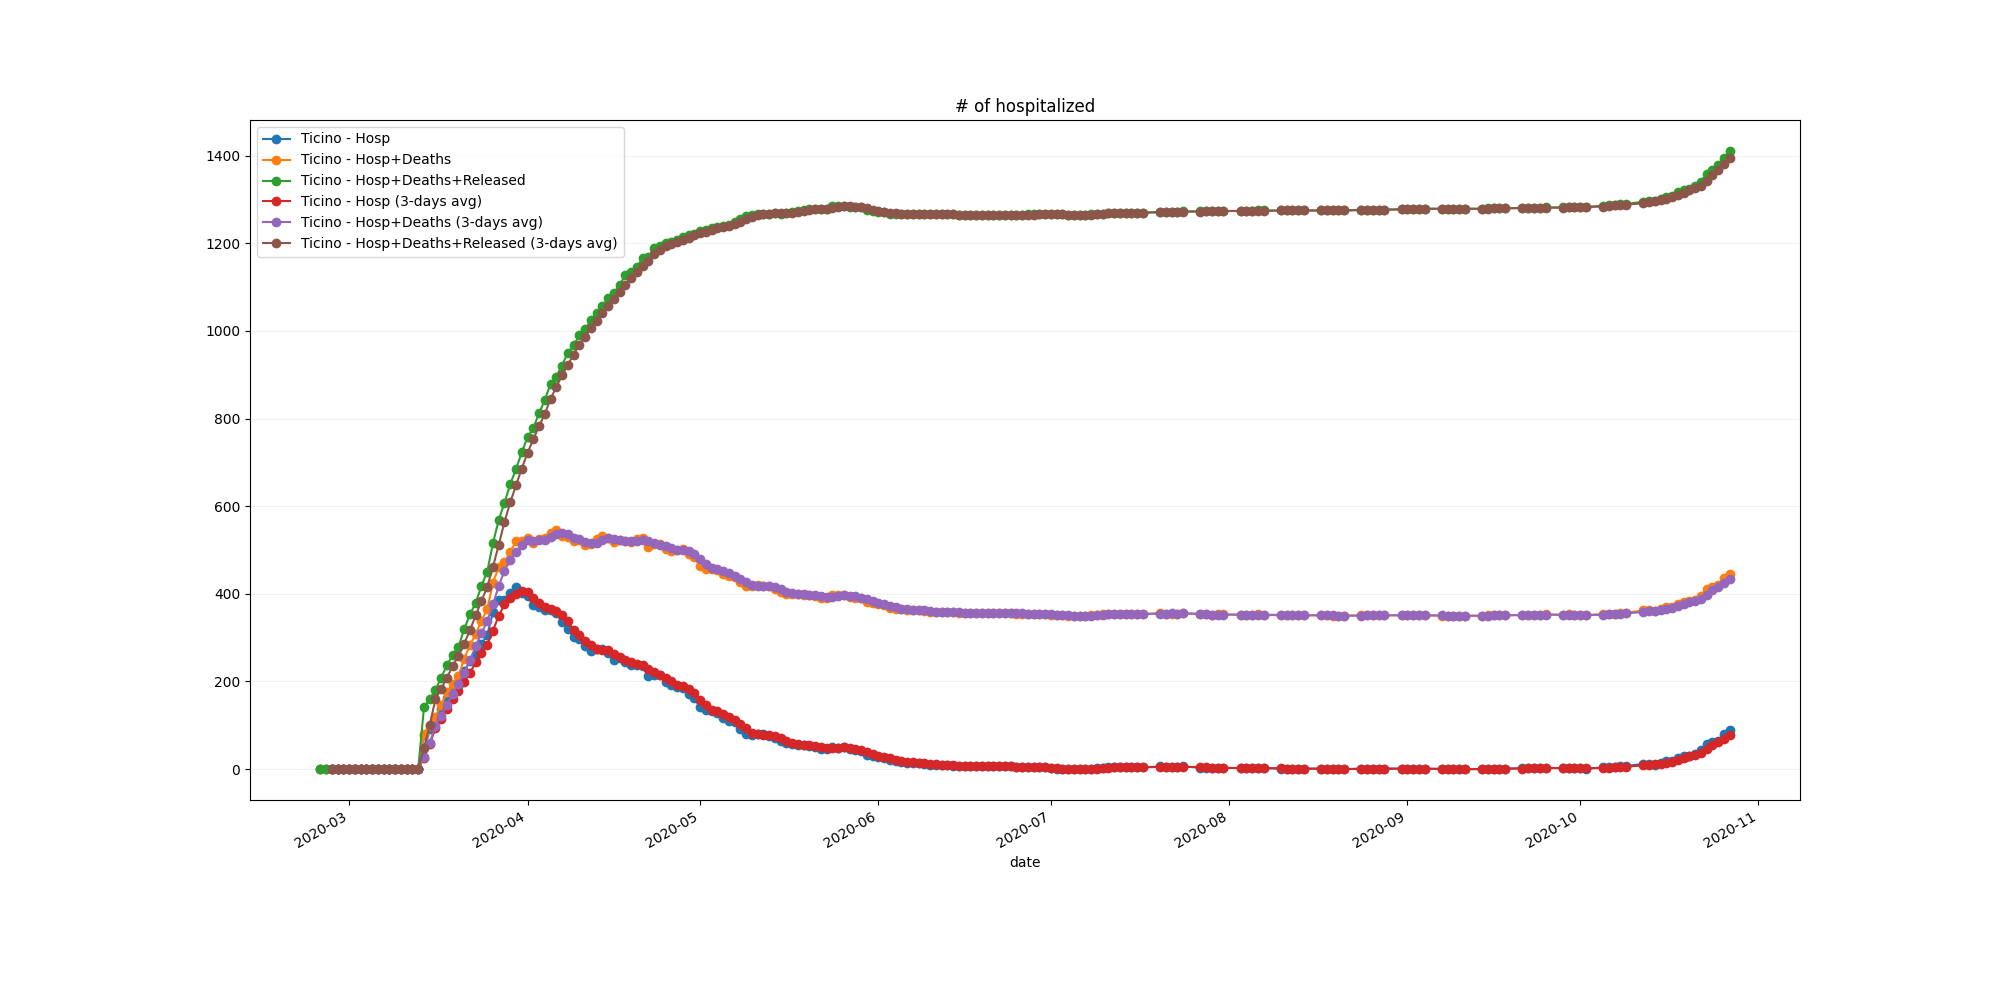 # of hospitalized
Ticino - Hosp
Ticino - Hosp+Deaths
Ticino - Hosp+Deaths+Released
Ticino - Hosp (3-days avg)
Ticino - Hosp+Deaths (3-days avg)
Ticino - Hosp+Deaths+Released (3-days avg)
1400
1200
1000
800
600
400
200
0
2020-03
2020-04
2020-05
2020-06
2020-07
2020-08
2020-09
2020-10
2020-11
date